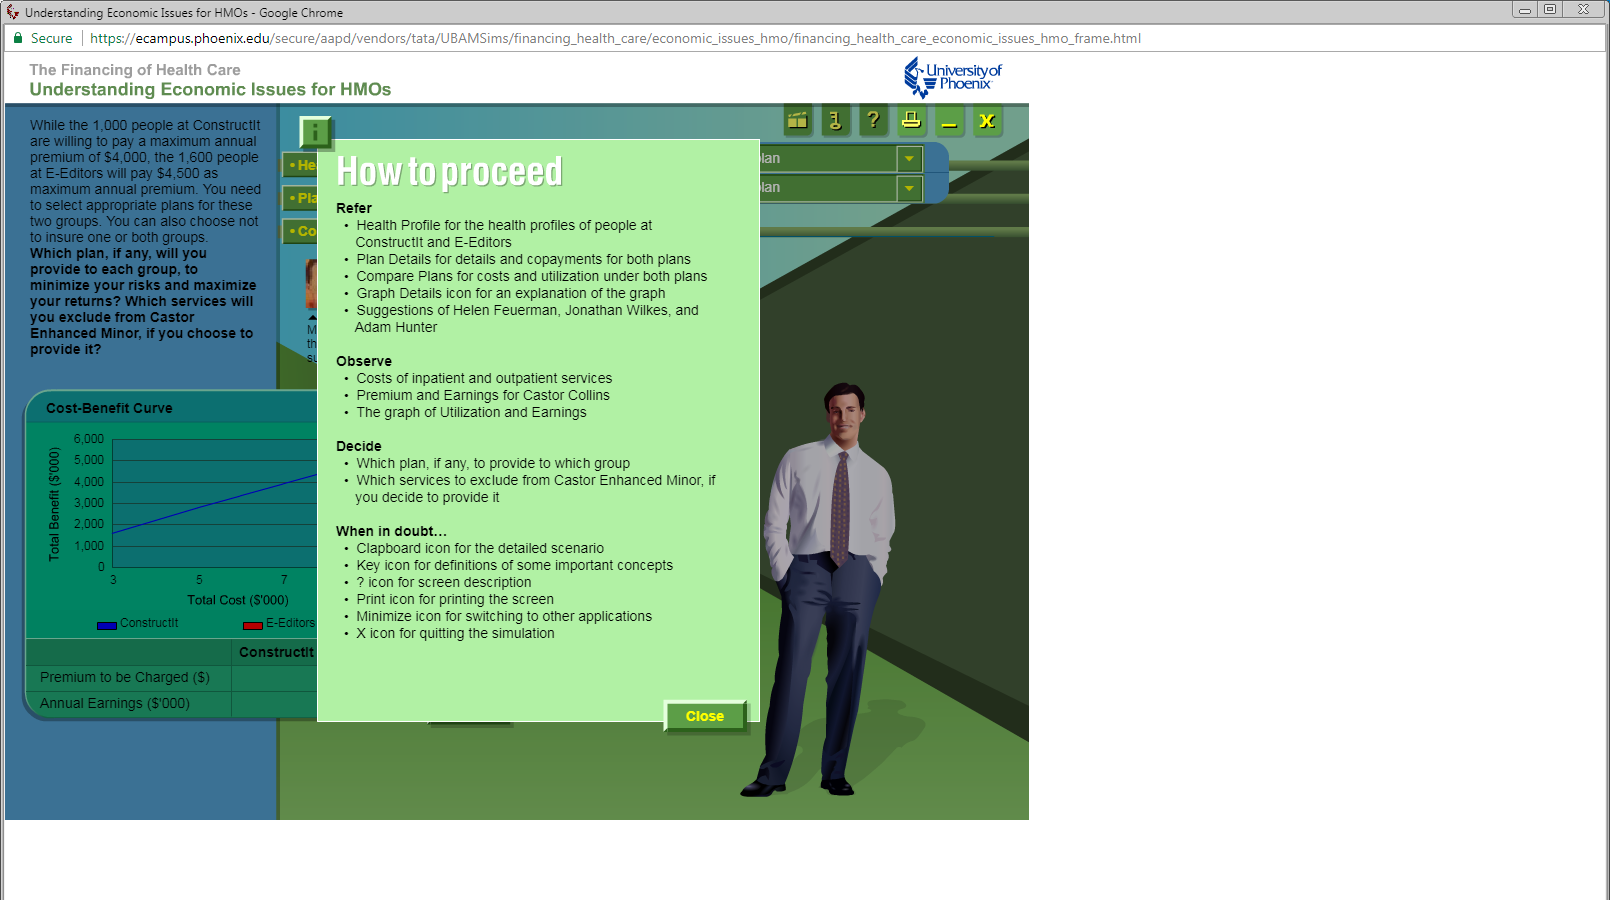 Understanding Economic Issues for HMOs - Google Chrome
Secure
https://ecampus.phoenix.edu/secure/aapd/vendors/tata/UBAMSims/financing_health_care/economic_issues_hmo/financing_health_care_economic_issues_hmo_frame.html
The Financing of Health Care
Understanding Economic Issues for HMOs
University of
Phoenix
While the 1,000 people at ConstructIt
are willing to pay a maximum annual
premium of $4,000, the 1,600 people
at E-Editors will pay $4,500 as
maximum annual premium. You need
to select appropriate plans for these
two groups. You can also choose not
to insure one or both groups.
Which plan, if any, will you
provide to each group, to
minimize your risks and maximize
your returns? Which services will
you exclude from Castor
Enhanced Minor, if you choose to
provide it?
i
? 
X
• He
• Pla
• Co
lan
lan
M
th
su
How to proceed
Refer
• Health Profile for the health profiles of people at
ConstructIt and E-Editors
• Plan Details for details and copayments for both plans
• Compare Plans for costs and utilization under both plans
• Graph Details icon for an explanation of the graph
• Suggestions of Helen Feuerman, Jonathan Wilkes, and
Adam Hunter
Observe
• Costs of inpatient and outpatient services
• Premium and Earnings for Castor Collins
• The graph of Utilization and Earnings
Decide
• Which plan, if any, to provide to which group
• Which services to exclude from Castor Enhanced Minor, if
you decide to provide it
When in doubt...
• Clapboard icon for the detailed scenario
• Key icon for definitions of some important concepts
• ? icon for screen description
• Print icon for printing the screen
• Minimize icon for switching to other applications
• X icon for quitting the simulation
Close
Cost-Benefit Curve
Total Benefit ($'000)
6,000
5,000
4,000
3,000
2,000
1,000
0
3 5 7
Total Cost ($'000)
ConstructIt E-Editors
ConstructIt
Premium to be Charged ($)
Annual Earnings ($'000)